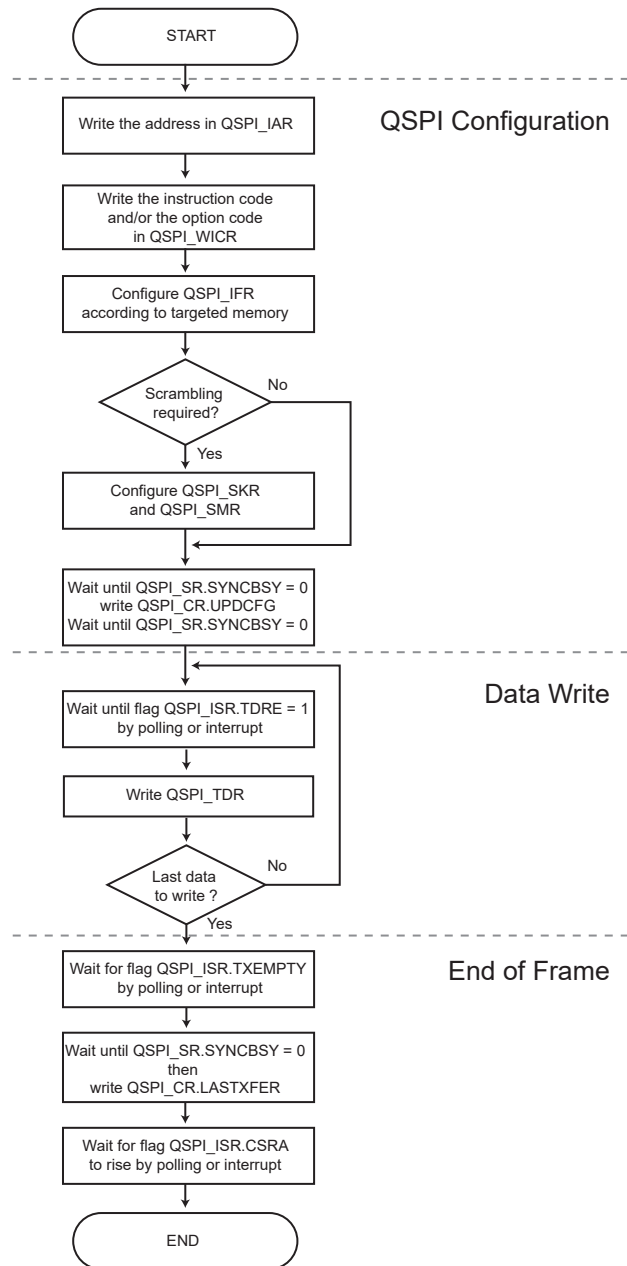 START
Write the address in QSPI_IAR
QSPI Configuration
Write the instruction code
and/or the option code
in QSPI_WICR
Configure QSPI_IFR
according to targeted memory
Scrambling
required?
No
Yes
Configure QSPI_SKR
and QSPI_SMR
Wait until QSPI_SR.SYNCBSY = 0
write QSPI_CR.UPDCFG
Wait until QSPI_SR.SYNCBSY = 0
Data Write
Wait until flag QSPI_ISR.TDRE = 1
by polling or interrupt
Write QSPI_TDR
Last data
to write ?
No
Yes
End of Frame
Wait for flag QSPI_ISR.TXEMPTY
by polling or interrupt
Wait until QSPI_SR.SYNCBSY = 0
then
write QSPI_CR.LASTXFER
Wait for flag QSPI_ISR.CSRA
to rise by polling or interrupt
END